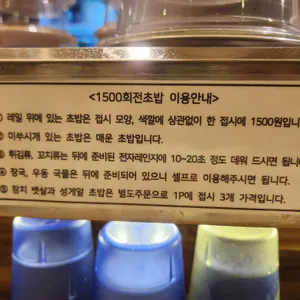 <1500회전초밥 이용안내>
① 레일 위에 있는 초밥은 접시 모양, 색깔에 상관없이 한 접시에 1500원입니
② 이쑤시개 있는 초밥은 매운 초밥입니다.
③ 튀김류, 꼬치류는 뒤에 준비된 전자레인지에 10~20초 정도 데워 드시면 됩니다.
④ 장국, 우동 국물은 뒤에 준비되어 있으니 셀프로 이용해주시면 됩니다.
⑤ 참치 뱃살과 성게알 초밥은 별도주문으로 1P에 접시 3개 가격입니다.